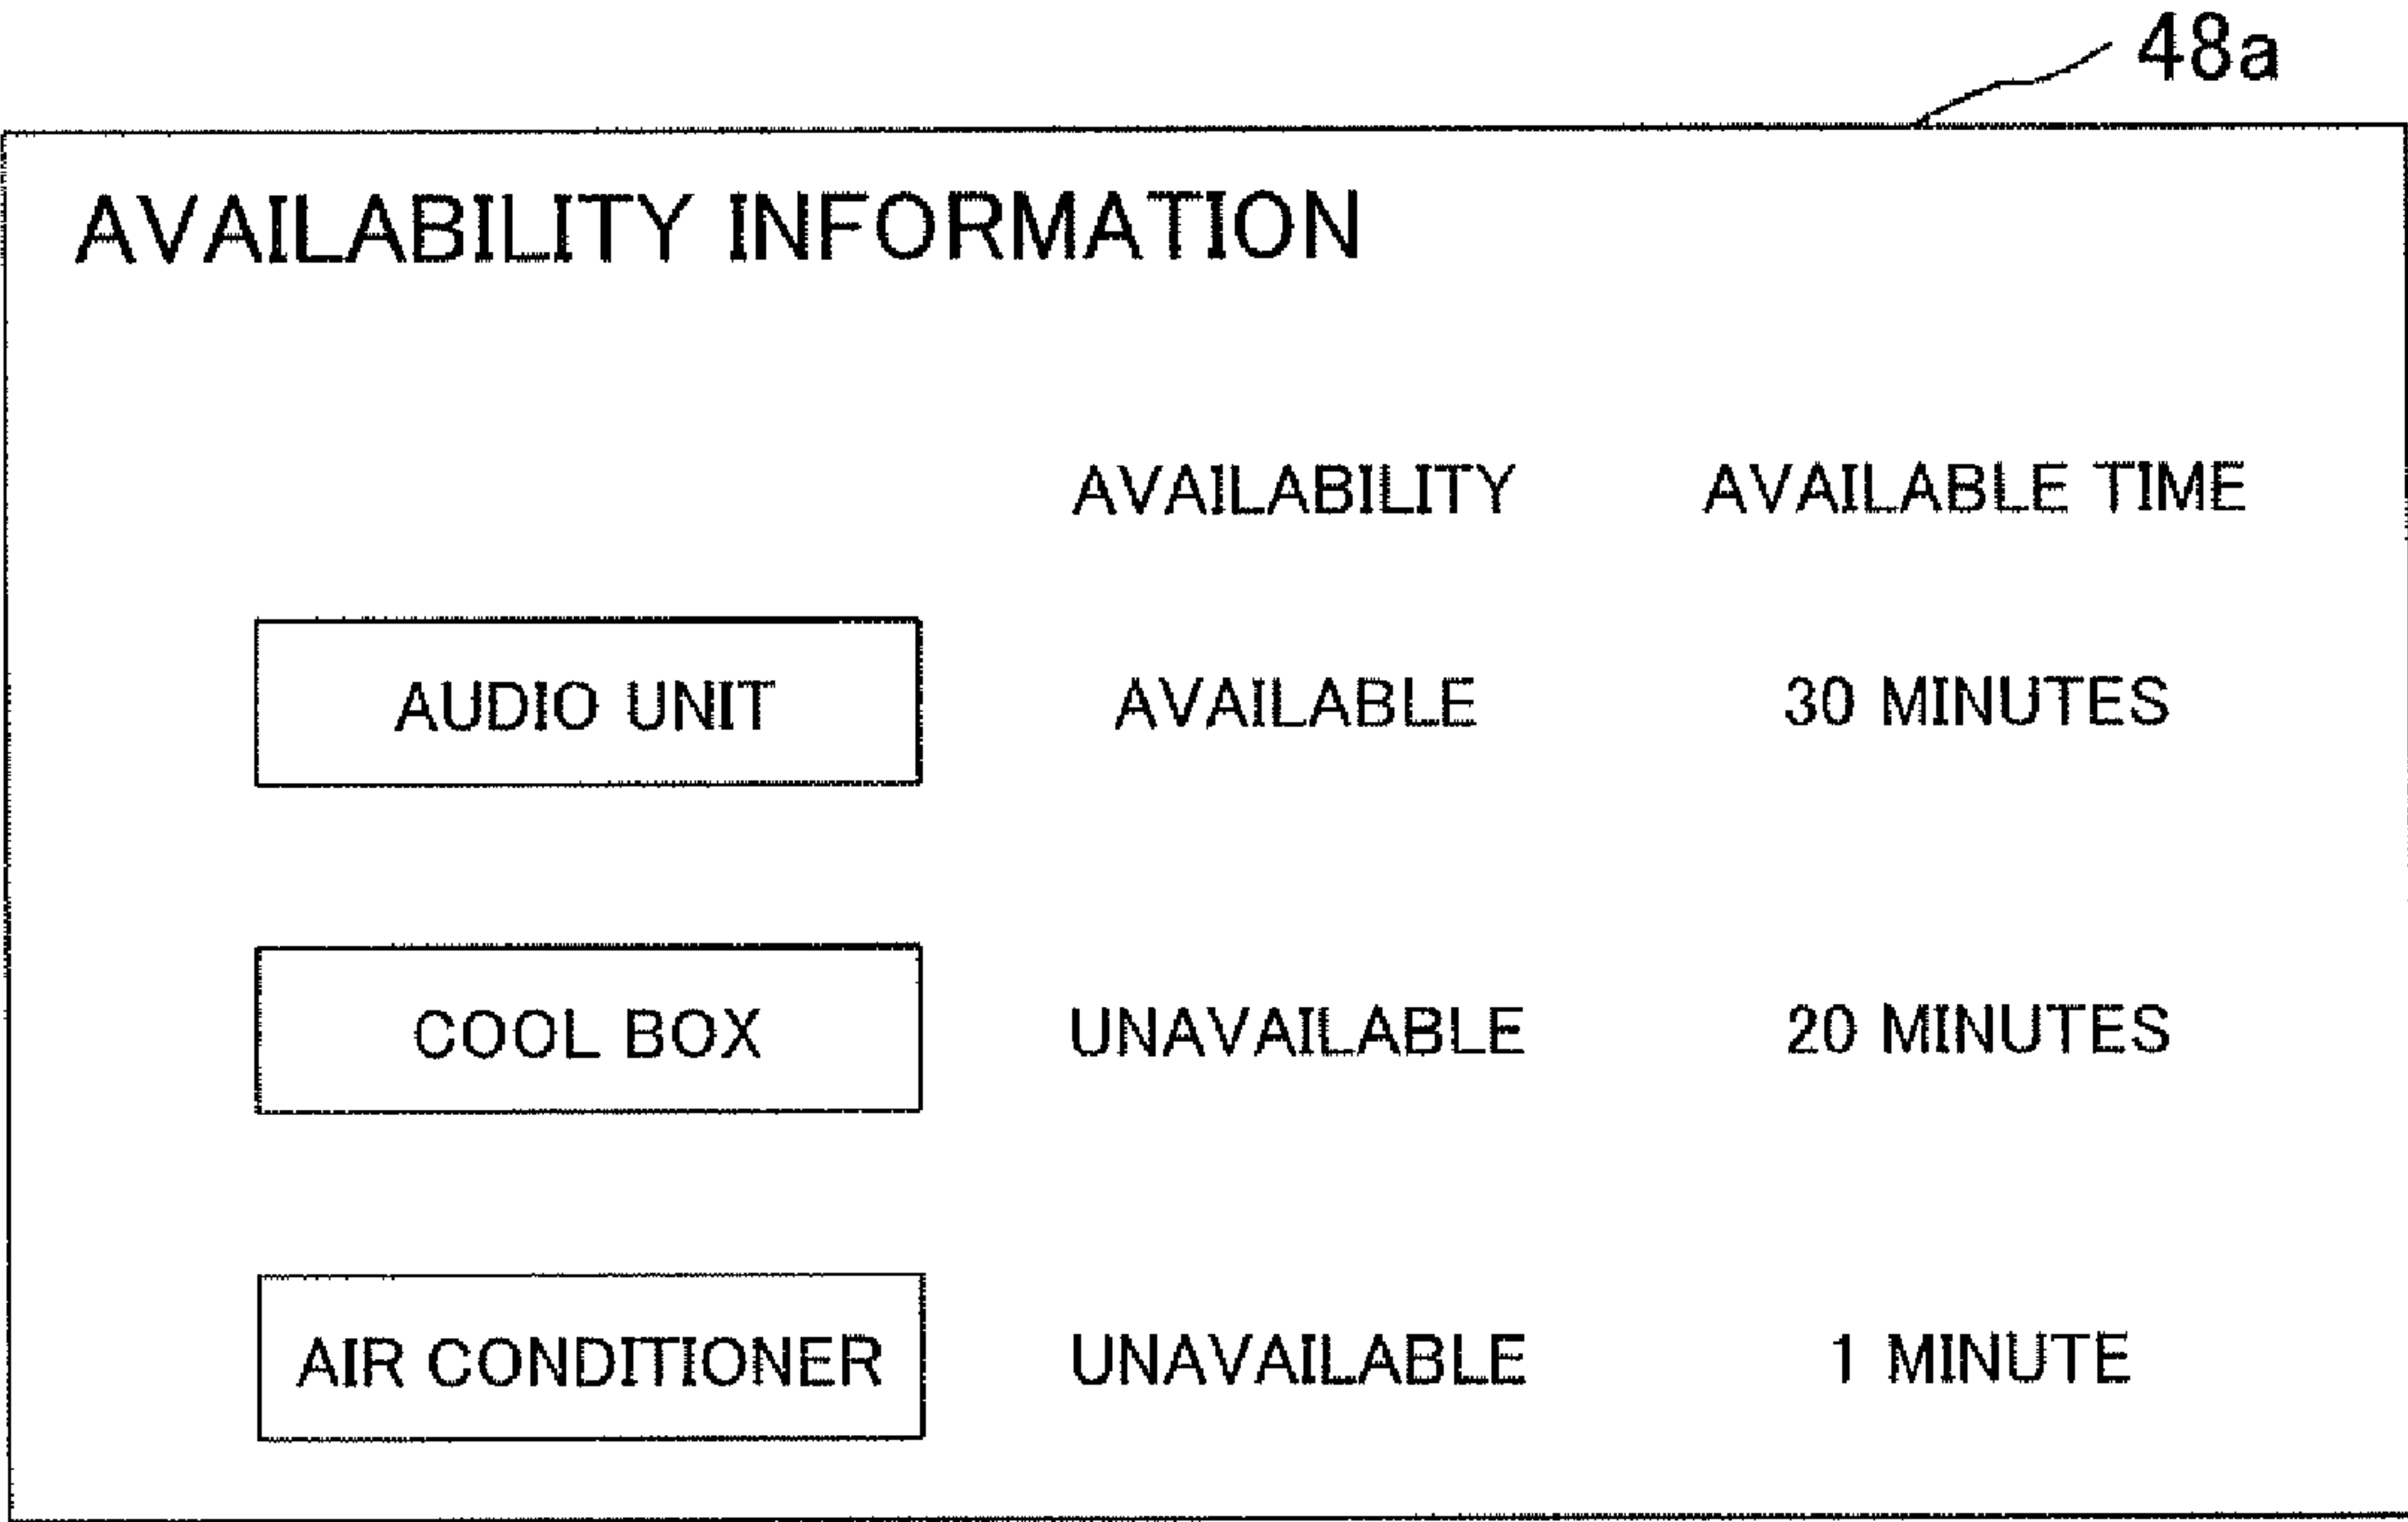 48a
AVAILABILITY INFORMATION
AVAILABILITY AVAILABLE TIME
AUDIO UNIT AVAILABLE 30 MINUTES
COOL BOX UNAVAILABLE 20 MINUTES
AIR CONDITIONER UNAVAILABLE 1 MINUTE